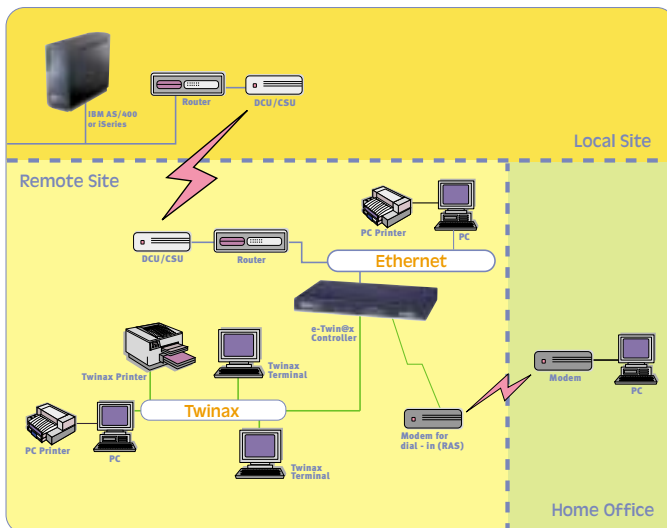 IBM AS/400
or iSeries
Router
DCU/CSU
Local Site
Remote Site
PC Printer
PC
DCU/CSU
Router
Ethernet
e-Twin@x
Controller
Twinax Printer
Twinax
Terminal
Modem
PC
Twinax
PC Printer
PC
Twinax
Terminal
Modem for
dial - in (RAS)
Home Office